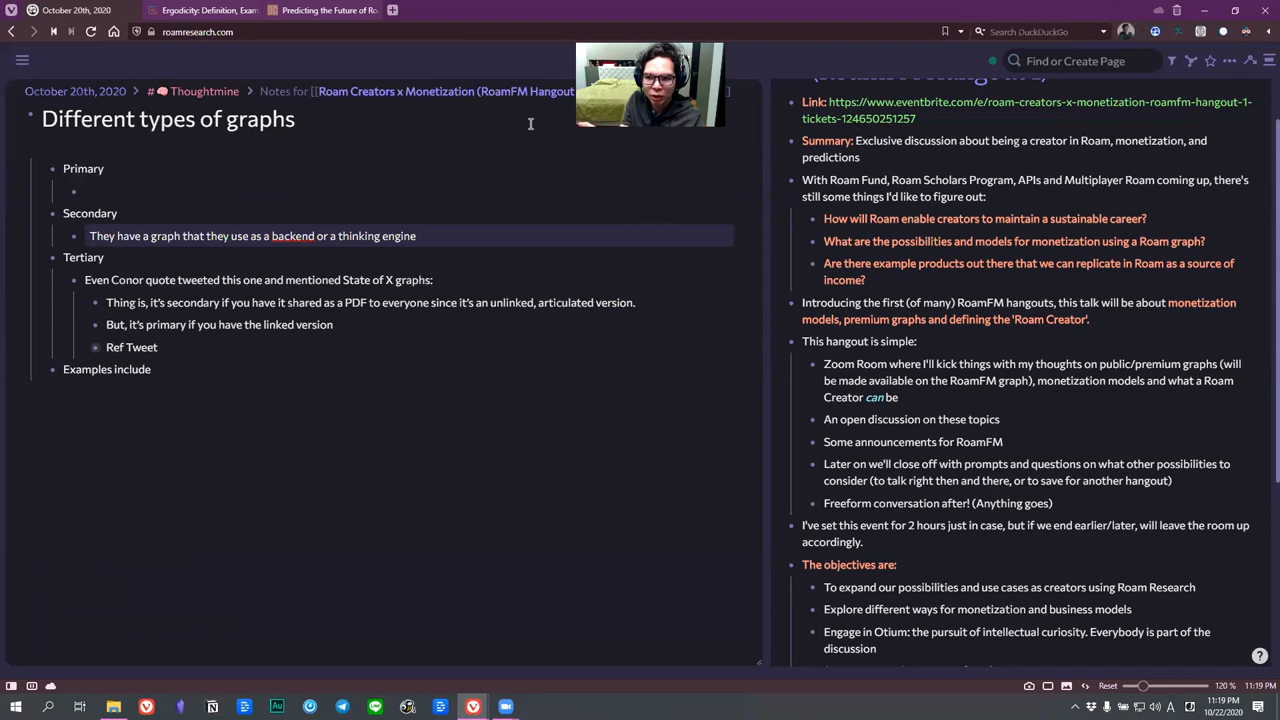 October 20th, 2020
Ergodicity: Definition, Exam
Predicting the Future of Ro
roamresearch.com
Search DuckDuckGo
Find or Create Page
October 20th, 2020
# Thoughtmine
Notes for [[Roam Creators x Monetization (RoamFM Hangout
]
Different types of graphs
Primary
Secondary
They have a graph that they use as a backend or a thinking engine
Tertiary
Even Conor quote tweeted this one and mentioned State of X graphs:
Thing is, it's secondary if you have it shared as a PDF to everyone since it's an unlinked, articulated version.
But, it's primary if you have the linked version
Ref Tweet
Examples include
Link: https://www.eventbrite.com/e/roam-creators-x-monetization-roamfm-hangout-1-
tickets-124650251257
Summary: Exclusive discussion about being a creator in Roam, monetization, and
predictions
With Roam Fund, Roam Scholars Program, APIs and Multiplayer Roam coming up, there's
still some things I'd like to figure out:
How will Roam enable creators to maintain a sustainable career?
What are the possibilities and models for monetization using a Roam graph?
Are there example products out there that we can replicate in Roam as a source of
income?
Introducing the first (of many) RoamFM hangouts, this talk will be about monetization
models, premium graphs and defining the 'Roam Creator'.
This hangout is simple:
Zoom Room where I'll kick things with my thoughts on public/premium graphs (will
be made available on the RoamFM graph), monetization models and what a Roam
Creator can be
An open discussion on these topics
Some announcements for RoamFM
Later on we'll close off with prompts and questions on what other possibilities to
consider (to talk right then and there, or to save for another hangout)
Freeform conversation after! (Anything goes)
I've set this event for 2 hours just in case, but if we end earlier/later, will leave the room up
accordingly.
The objectives are:
To expand our possibilities and use cases as creators using Roam Research
Explore different ways for monetization and business models
Engage in Otium: the pursuit of intellectual curiosity. Everybody is part of the
discussion
Reset
120 %
11:19 PM
11:19 PM
10/22/2020